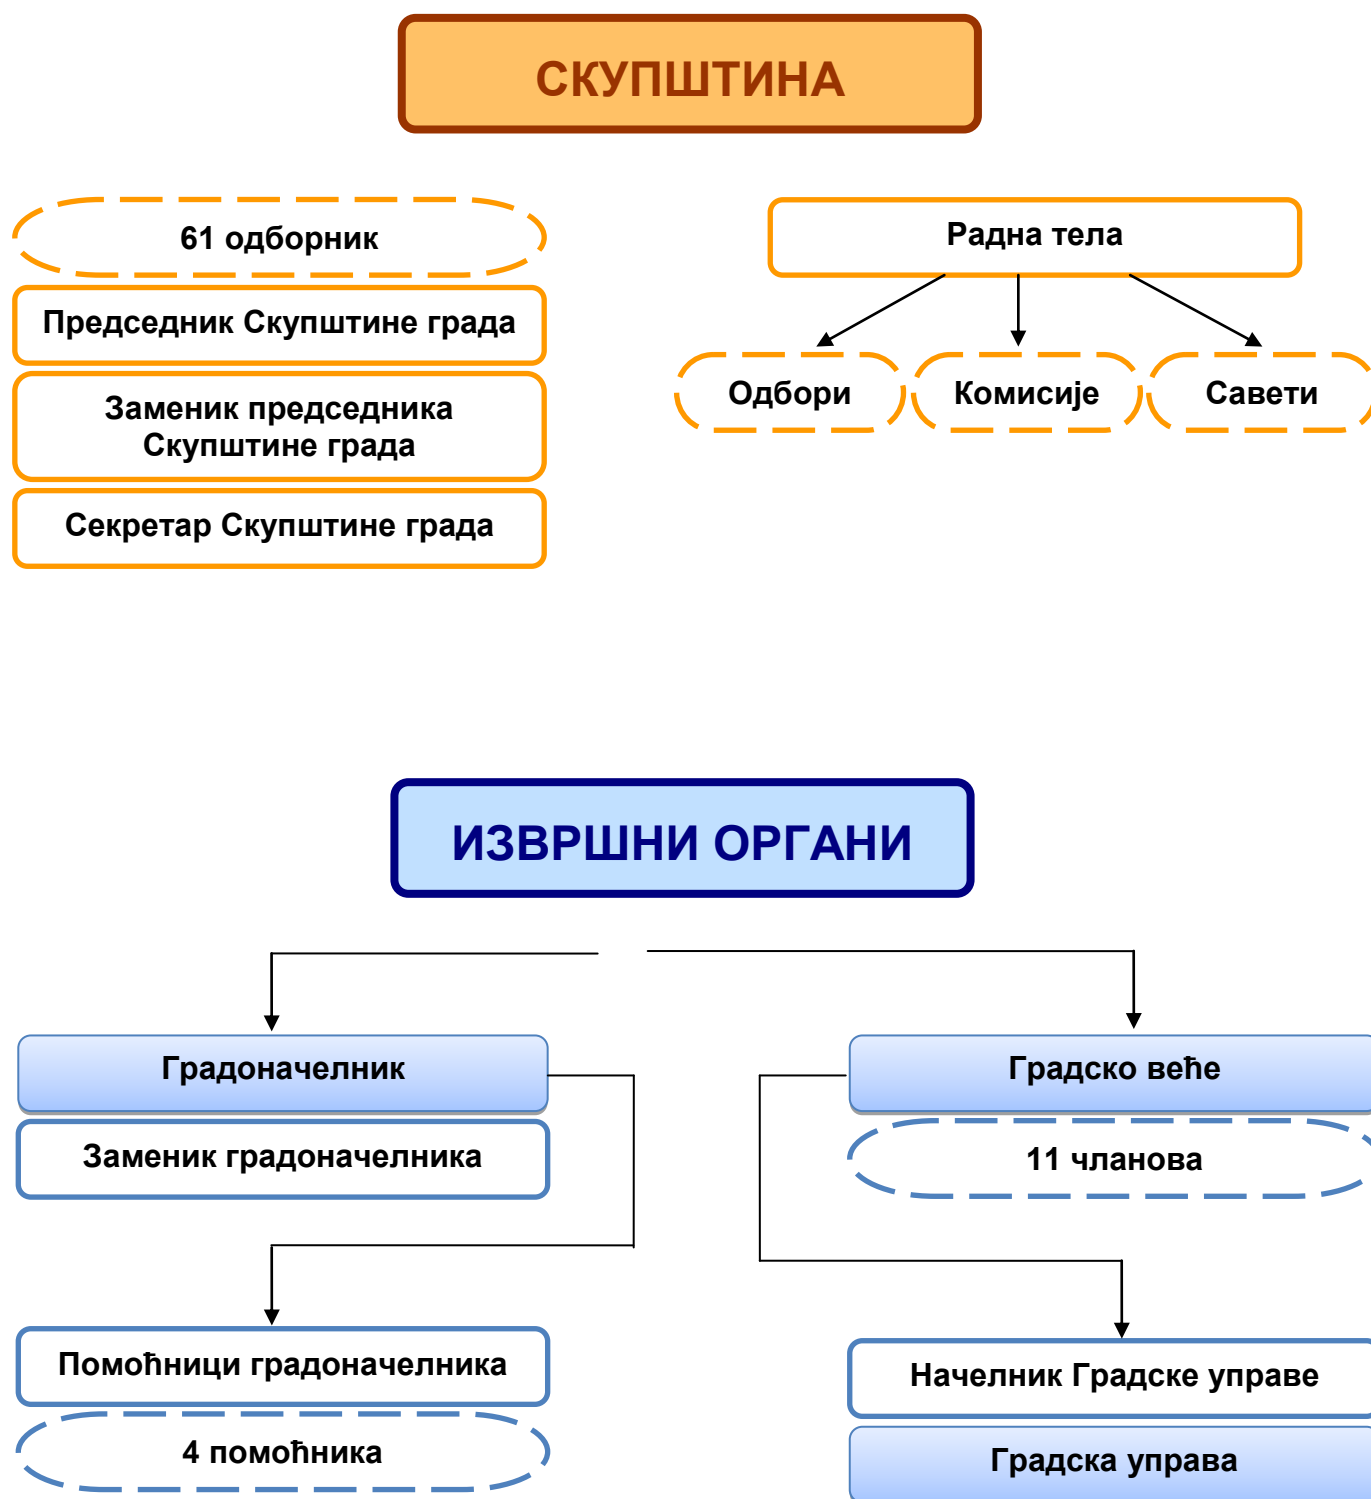 СКУПШТИНА
61 одборник
Председник Скупштине града
Заменик председника
Скупштине града
Секретар Скупштине града
Радна тела
Одбори
Комисије
Савети
ИЗВРШНИ ОРГАНИ
Градоначелник
Заменик градоначелника
Помоћници градоначелника
4 помоћника
Градско веће
11 чланова
Начелник Градске управе
Градска управа